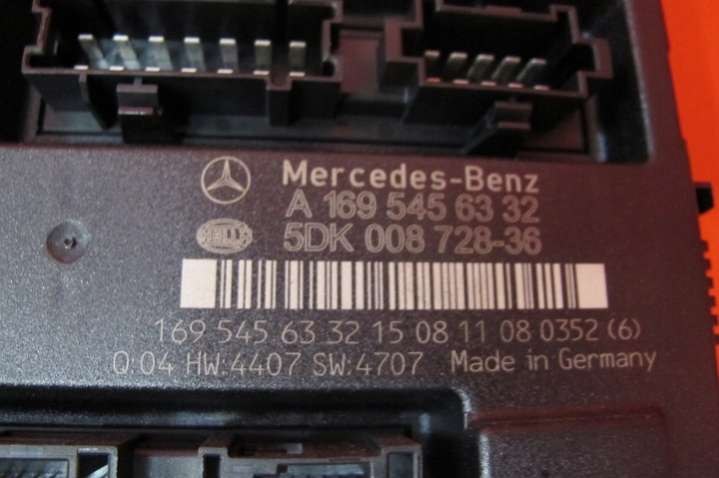 Mercedes-Benz
A 169 545 63 32
HELLA
5DK 008 728-36
169 545 63 32 15 08 11 08 0352 (6)
Q:04 HW:4407 SW:4707 Made in Germany